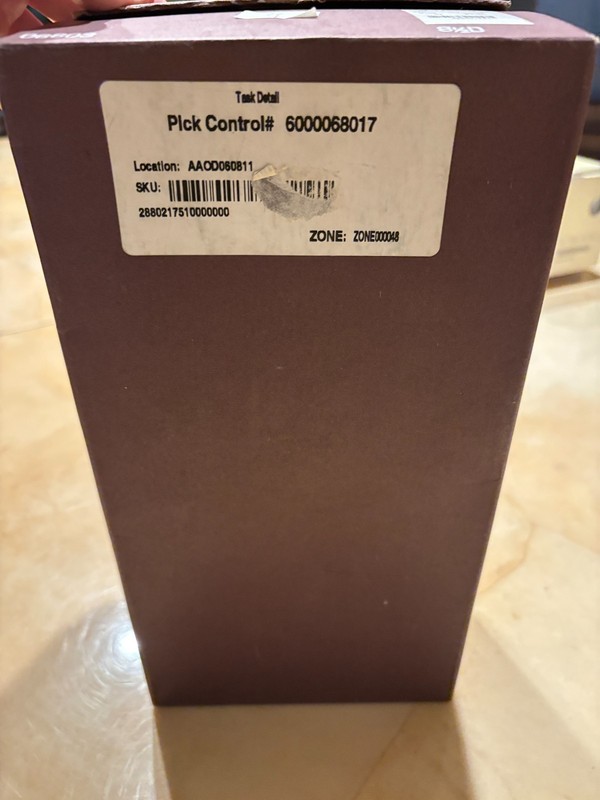 Task Detail
Pick Control# 6000068017
Location: AAOD060811
SKU:
2880217510000000
ZONE: ZONE000048